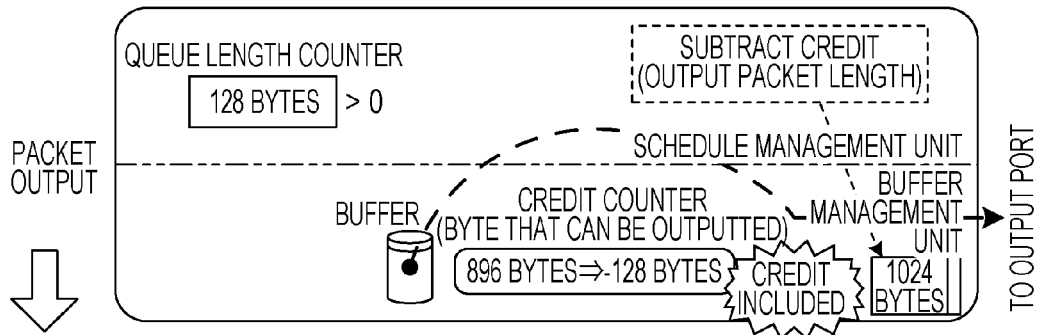 QUEUE LENGTH COUNTER
128 BYTES > 0
SUBTRACT CREDIT
(OUTPUT PACKET LENGTH)
PACKET
OUTPUT
SCHEDULE MANAGEMENT UNIT
BUFFER
MANAGEMENT
UNIT
TO OUTPUT PORT
BUFFER
CREDIT COUNTER
(BYTE THAT CAN BE OUTPUTTED)
896 BYTES⇒-128 BYTES
CREDIT
INCLUDED
1024
BYTES